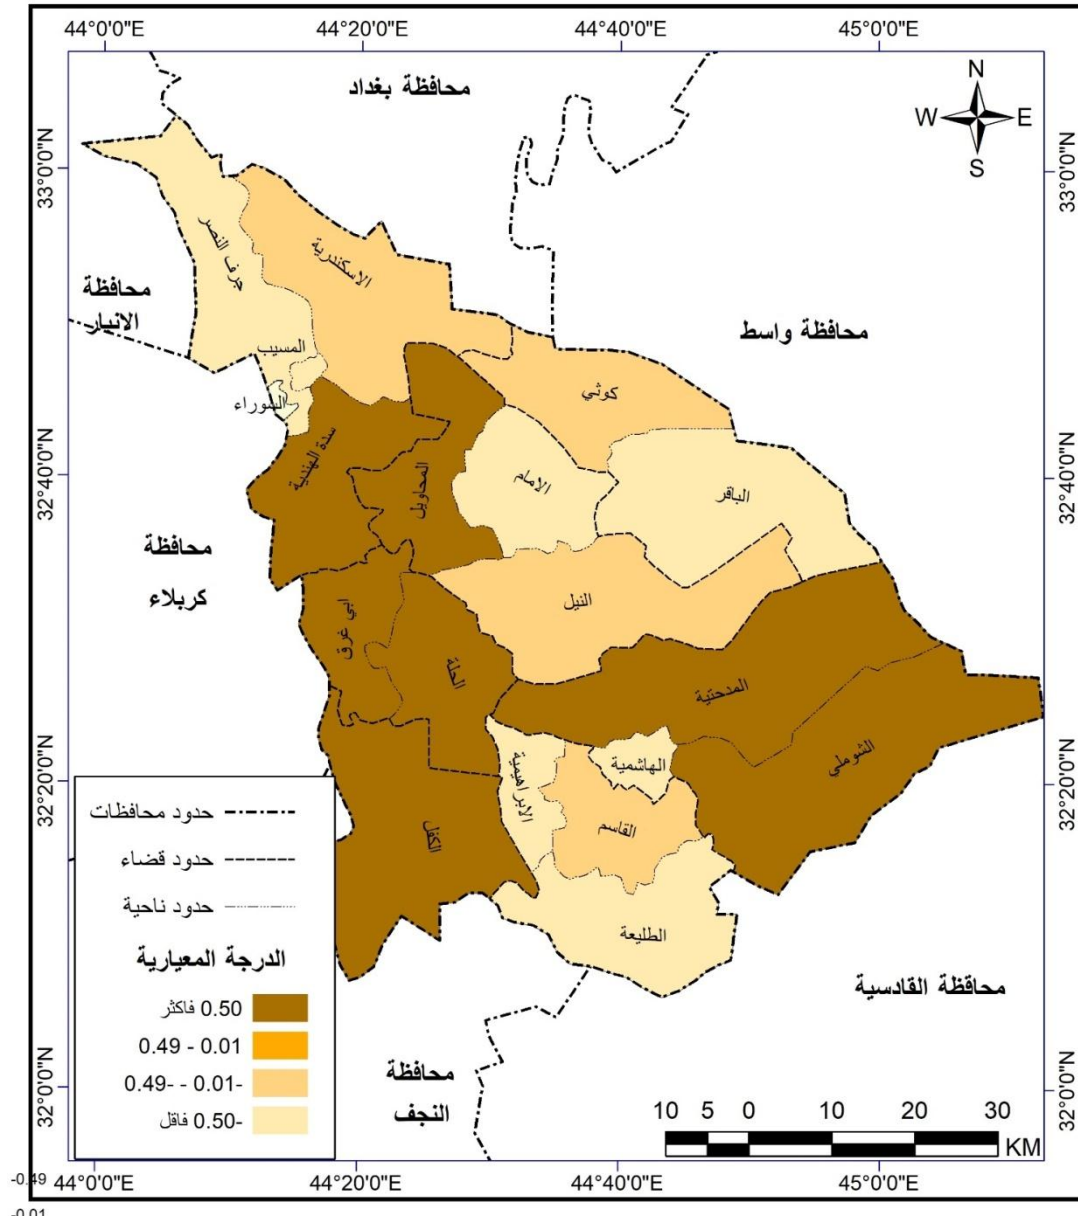 44°0'0"E 44°20'0"E 44°40'0"E 45°0'0"E
محافظة بغداد
N
W E
S
33°0'0"N 33°0'0"N
جرف النصر
الاسكندرية
محافظة
الانبار
محافظة واسط
المسيب
كوثي
الشوراء
سدة الهندية
المحاويل
الامام
الباقر
32°40'0"N 32°40'0"N
محافظة
كربلاء
النيل
ابي غرق
الحلة
المدحتية
الشوملي
الهاشمية
الابراهيمية
القاسم
الكفل
الطليعة
32°20'0"N 32°20'0"N
حدود محافظات
حدود قضاء
حدود ناحية
الدرجة المعيارية
0.50 فاكثر
0.49 - 0.01
0.49- - 0.01-
-0.50 فاقل
محاقظة القادسية
محافظة
النجف
32°0'0"N 32°0'0"N
10 5 0 10 20 30
KM
44°0'0"E 44°20'0"E 44°40'0"E 45°0'0"E
-0.49
-0.01